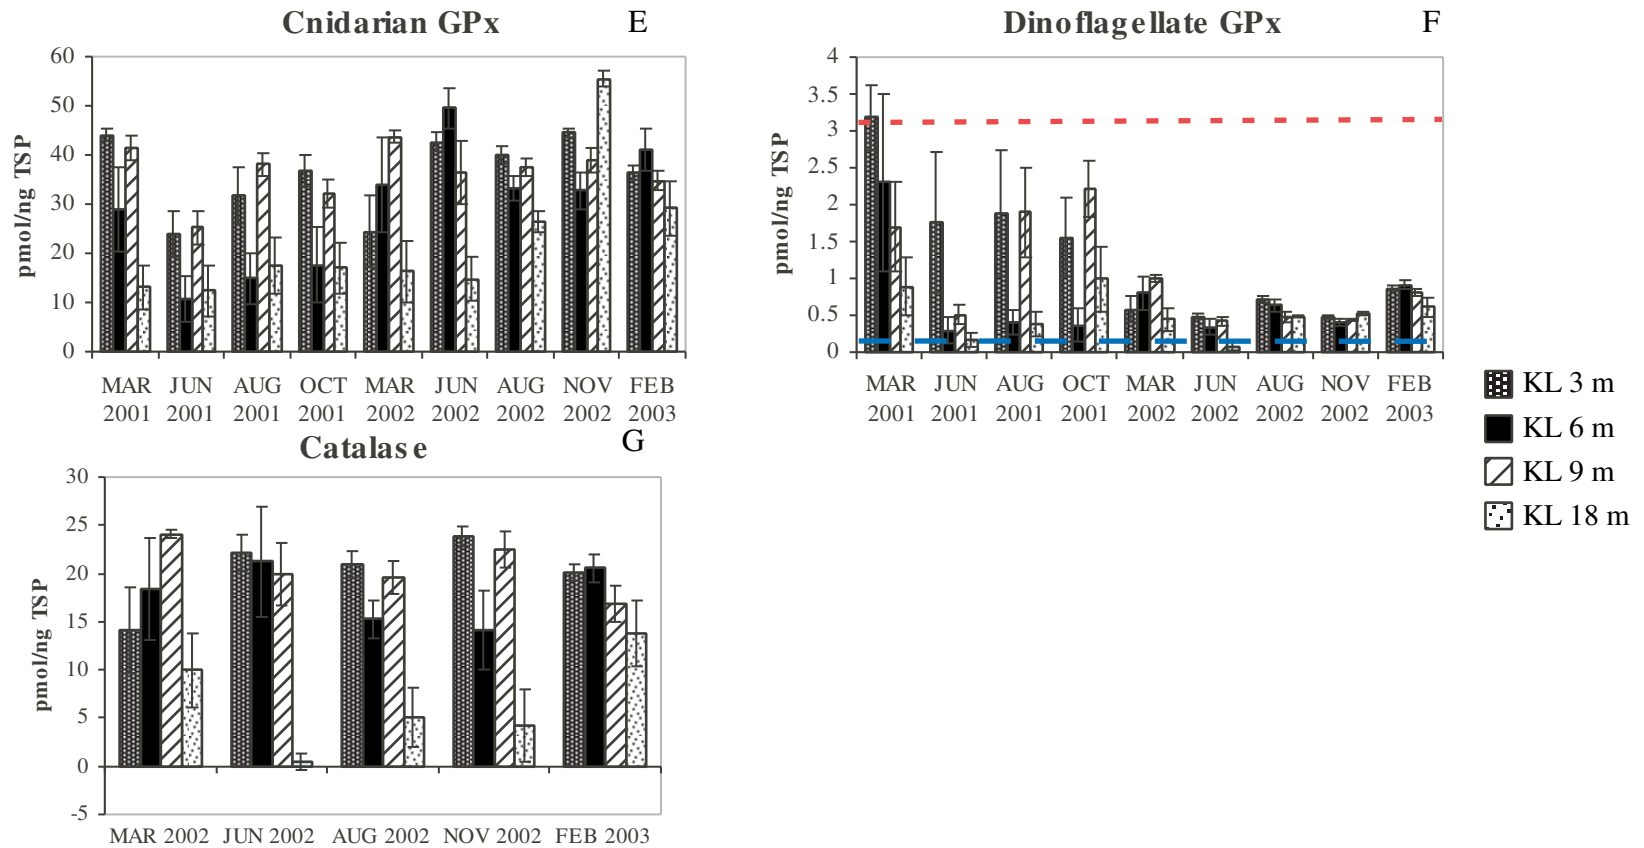 Cnidarian GPx
E
60
50
40
30
20
10
0
pmol/ng TSP
MAR JUN AUG OCT MAR JUN AUG NOV FEB
2001 2001 2001 2001 2002 2002 2002 2002 2003
Dinoflagellate GPx
F
4
3.5
3
2.5
2
1.5
1
0.5
0
pmol/ng TSP
MAR JUN AUG OCT MAR JUN AUG NOV FEB
2001 2001 2001 2001 2002 2002 2002 2002 2003
KL 3 m
KL 6 m
KL 9 m
KL 18 m
Catalase
G
30
25
20
15
10
5
0
-5
pmol/ng TSP
MAR 2002 JUN 2002 AUG 2002 NOV 2002 FEB 2003